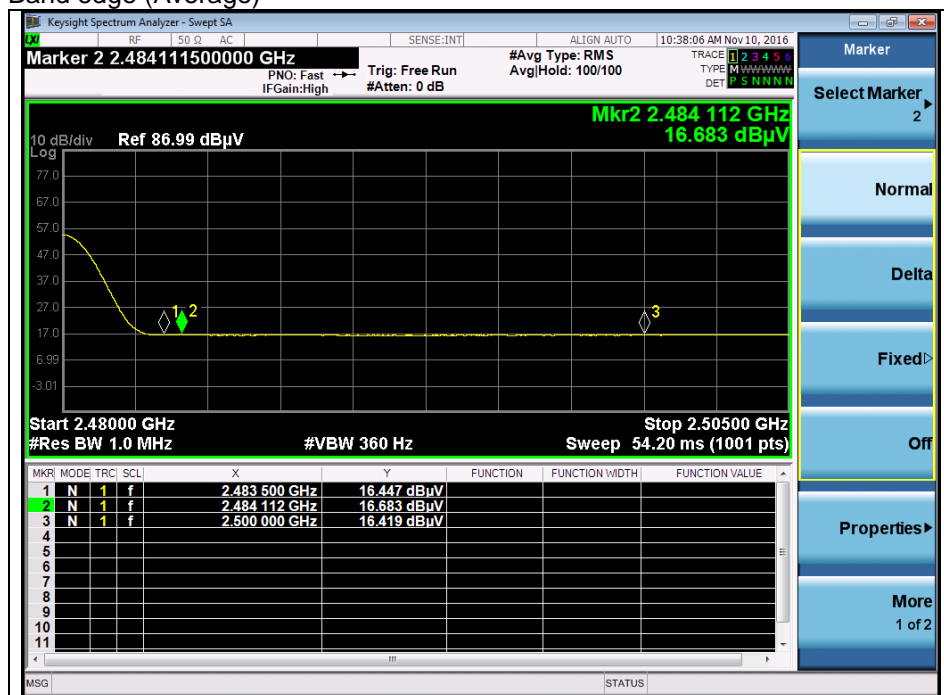 Band edge (Average)
Keysight Spectrum Analyzer - Swept SA
LXI RF 50 Ω AC SENSE:INT ALIGN AUTO 10:38:06 AM Nov 10, 2016
Marker 2 2.484111500000 GHz #Avg Type: RMS TRACE 1 2 3 4 5 6
PNO: Fast Trig: Free Run Avg|Hold: 100/100 TYPE M WWWWW
IFGain:High #Atten: 0 dB DET P S N N N N
Mkr2 2.484 112 GHz
16.683 dBµV
10 dB/div Ref 86.99 dBµV
Log
77.0
67.0
57.0
47.0
37.0
27.0
17.0
6.99
-3.01
1 2 3
Start 2.48000 GHz Stop 2.50500 GHz
#Res BW 1.0 MHz #VBW 360 Hz Sweep 54.20 ms (1001 pts)
MKR MODE TRC SCL X Y FUNCTION FUNCTION WIDTH FUNCTION VALUE
1 N 1 f 2.483 500 GHz 16.447 dBµV
2 N 1 f 2.484 112 GHz 16.683 dBµV
3 N 1 f 2.500 000 GHz 16.419 dBµV
4
5
6
7
8
9
10
11
MSG STATUS
Marker
Select Marker
2
Normal
Delta
Fixed
Off
Properties
More
1 of 2